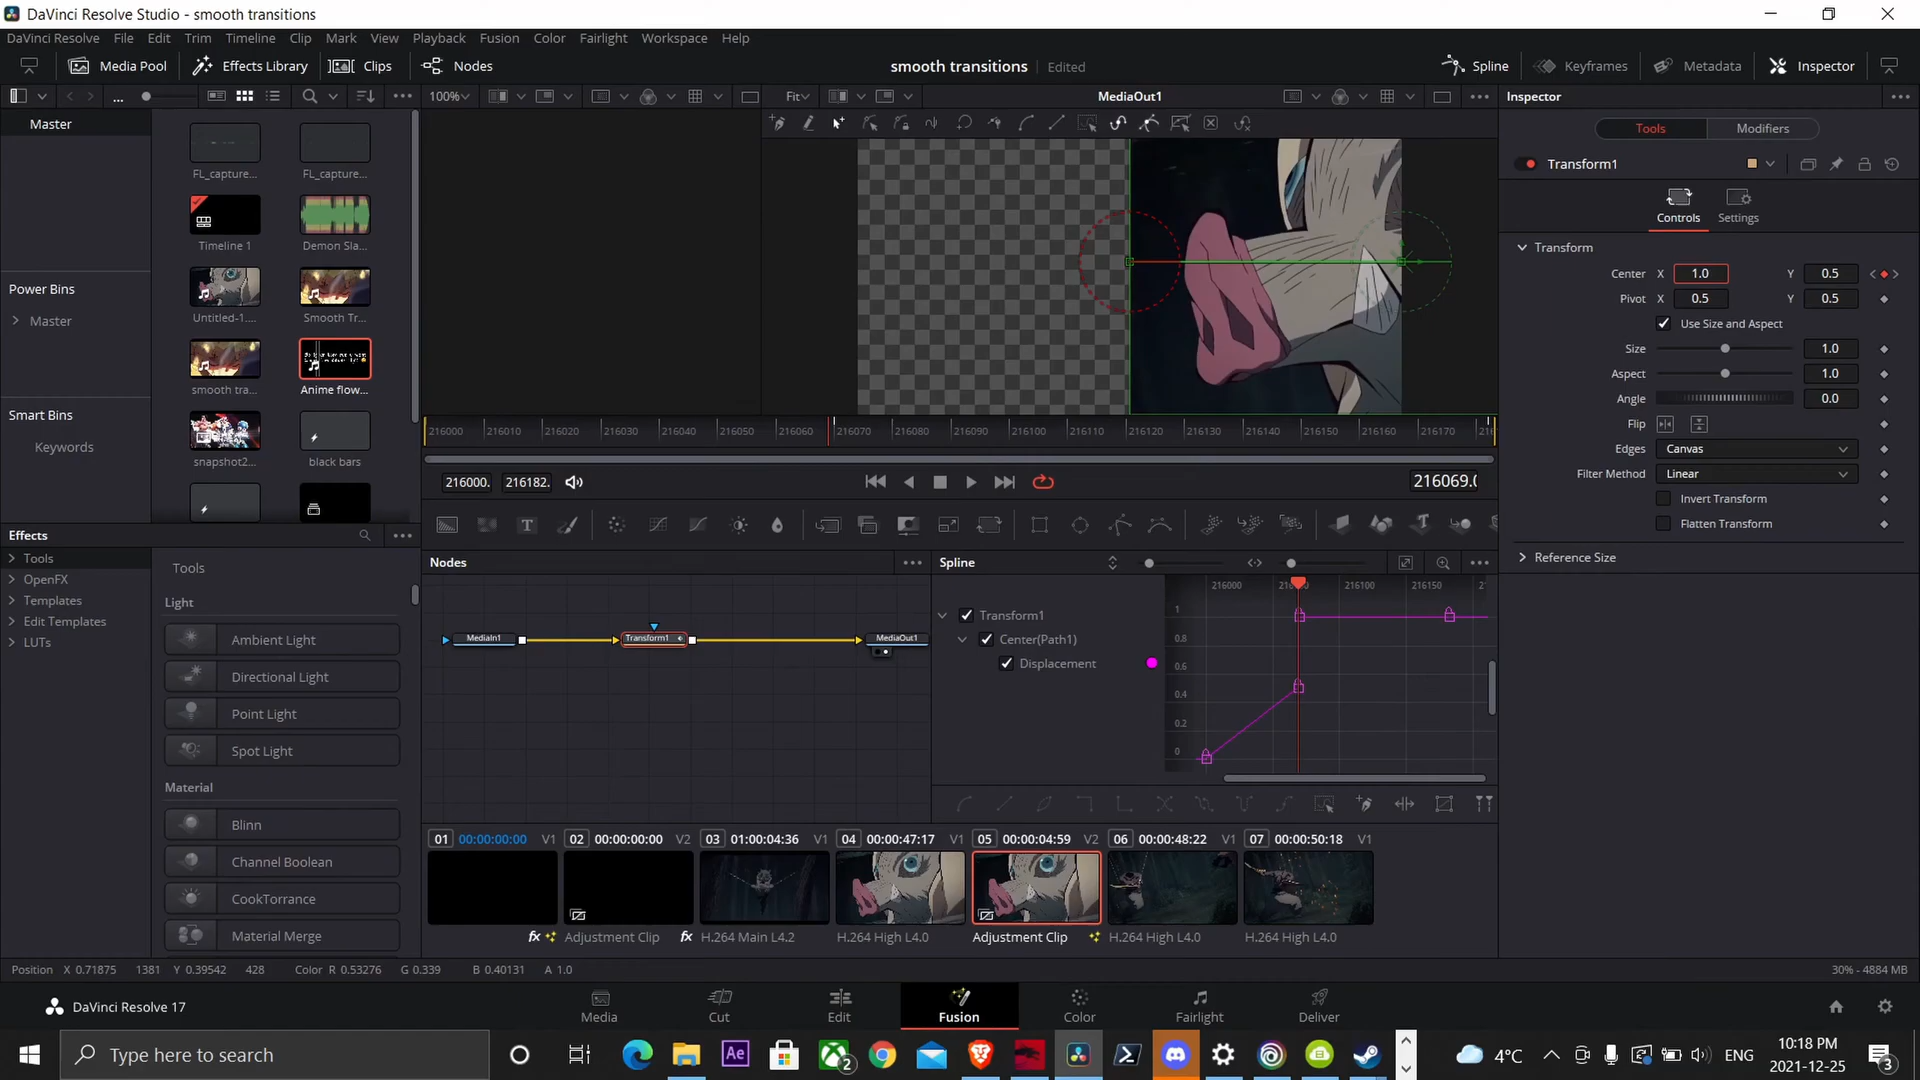 DaVinci Resolve Studio - smooth transitions
DaVinci Resolve File Edit Trim Timeline Clip Mark View Playback Fusion Color Fairlight Workspace Help
Media Pool Effects Library Clips Nodes smooth transitions Edited Spline Keyframes Metadata Inspector
... 100% Fit MediaOut1 Inspector
Master
Tools Modifiers
FL_capture... FL_capture...
Transform1
Controls Settings
Timeline 1 Demon Sla...
Transform
Center X 1.0 Y 0.5
Power Bins
Pivot X 0.5 Y 0.5
Master
Untitled-1.... Smooth Tr...
Use Size and Aspect
Size 1.0
Aspect 1.0
smooth tra... Anime flow...
Angle 0.0
Smart Bins
Flip
Keywords
Edges Canvas
216000 216010 216020 216030 216040 216050 216060 216070 216080 216090 216100 216110 216120 216130 216140 216150 216160 216170
snapshot2... black bars
Filter Method Linear
216000. 216182. 216069.0
Invert Transform
Flatten Transform
Effects
Tools
OpenFX
Templates
Edit Templates
LUTs
Tools
Light
Ambient Light
Directional Light
Point Light
Spot Light
Material
Blinn
Channel Boolean
CookTorrance
Material Merge
Reference Size
Nodes Spline
MediaIn1 Transform1 MediaOut1
Transform1
Center(Path1)
Displacement
216000 216100 216150
1
0.8
0.6
0.4
0.2
0
01 00:00:00:00 V1 02 00:00:00:00 V2 03 01:00:04:36 V1 04 00:00:47:17 V1 05 00:00:04:59 V2 06 00:00:48:22 V1 07 00:00:50:18 V1
fx Adjustment Clip fx H.264 Main L4.2 H.264 High L4.0 Adjustment Clip H.264 High L4.0 H.264 High L4.0
Position X 0.71875 1381 Y 0.39542 428 Color R 0.53276 G 0.339 B 0.40131 A 1.0 30% - 4884 MB
DaVinci Resolve 17 Media Cut Edit Fusion Color Fairlight Deliver
Type here to search
Ae
2
4°C ENG 10:18 PM
2021-12-25
3